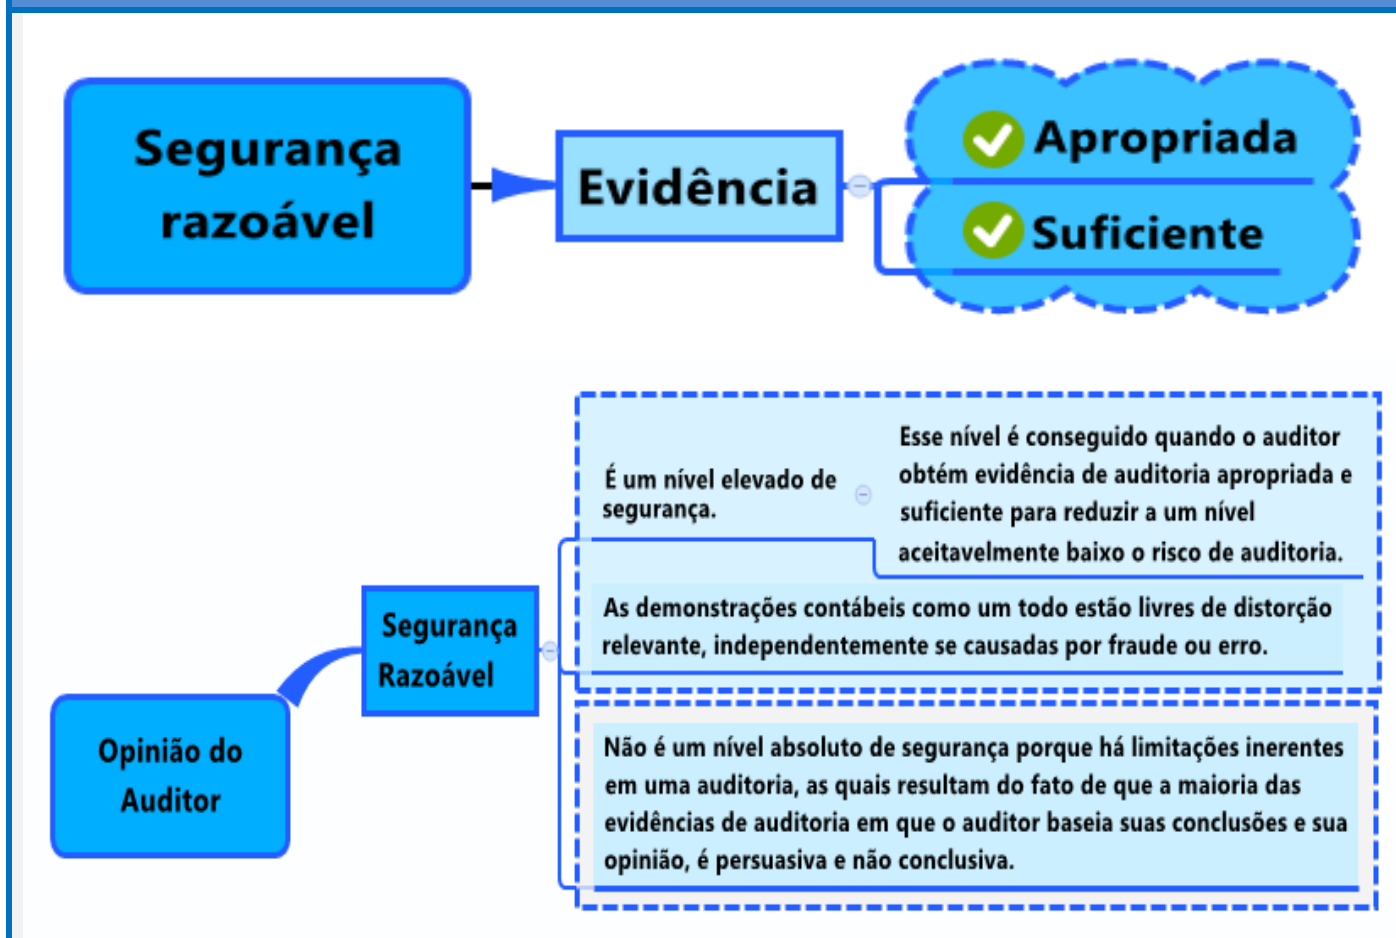 Segurança
razoável
Evidência
Apropriada
Suficiente
Opinião do
Auditor
Segurança
Razoável
É um nível elevado de
segurança.
Esse nível é conseguido quando o auditor
obtém evidência de auditoria apropriada e
suficiente para reduzir a um nível
aceitavelmente baixo o risco de auditoria.
As demonstrações contábeis como um todo estão livres de distorção
relevante, independentemente se causadas por fraude ou erro.
Não é um nível absoluto de segurança porque há limitações inerentes
em uma auditoria, as quais resultam do fato de que a maioria das
evidências de auditoria em que o auditor baseia suas conclusões e sua
opinião, é persuasiva e não conclusiva.